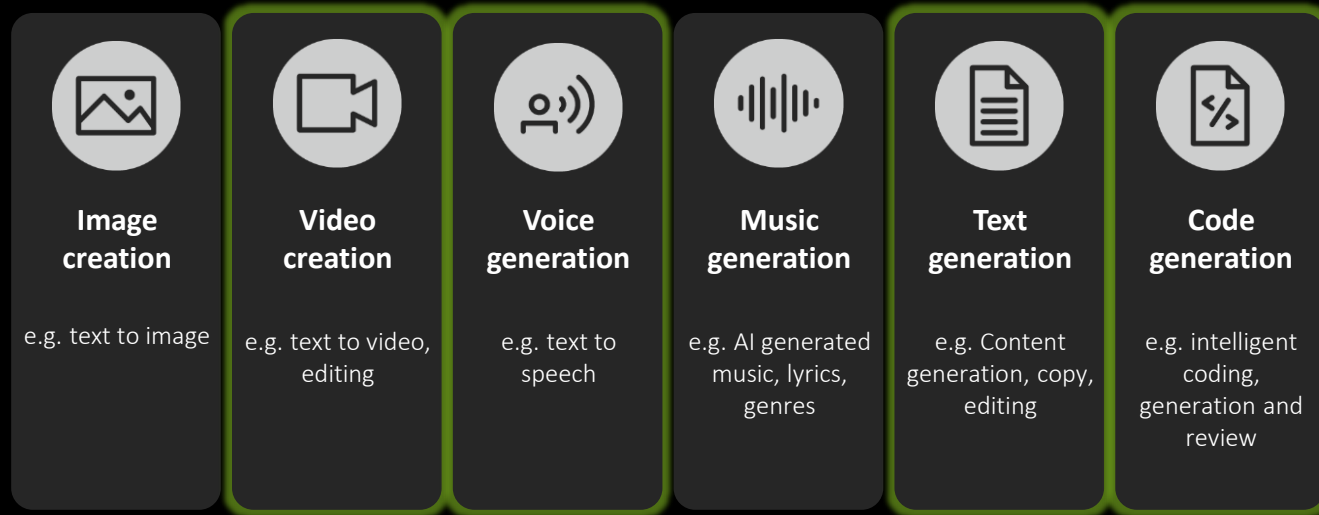 Image
creation
e.g. text to image
Video
creation
e.g. text to video,
editing
Voice
generation
e.g. text to
speech
Music
generation
e.g. AI generated
music, lyrics,
genres
Text
generation
e.g. Content
generation, copy,
editing
Code
generation
e.g. intelligent
coding,
generation and
review